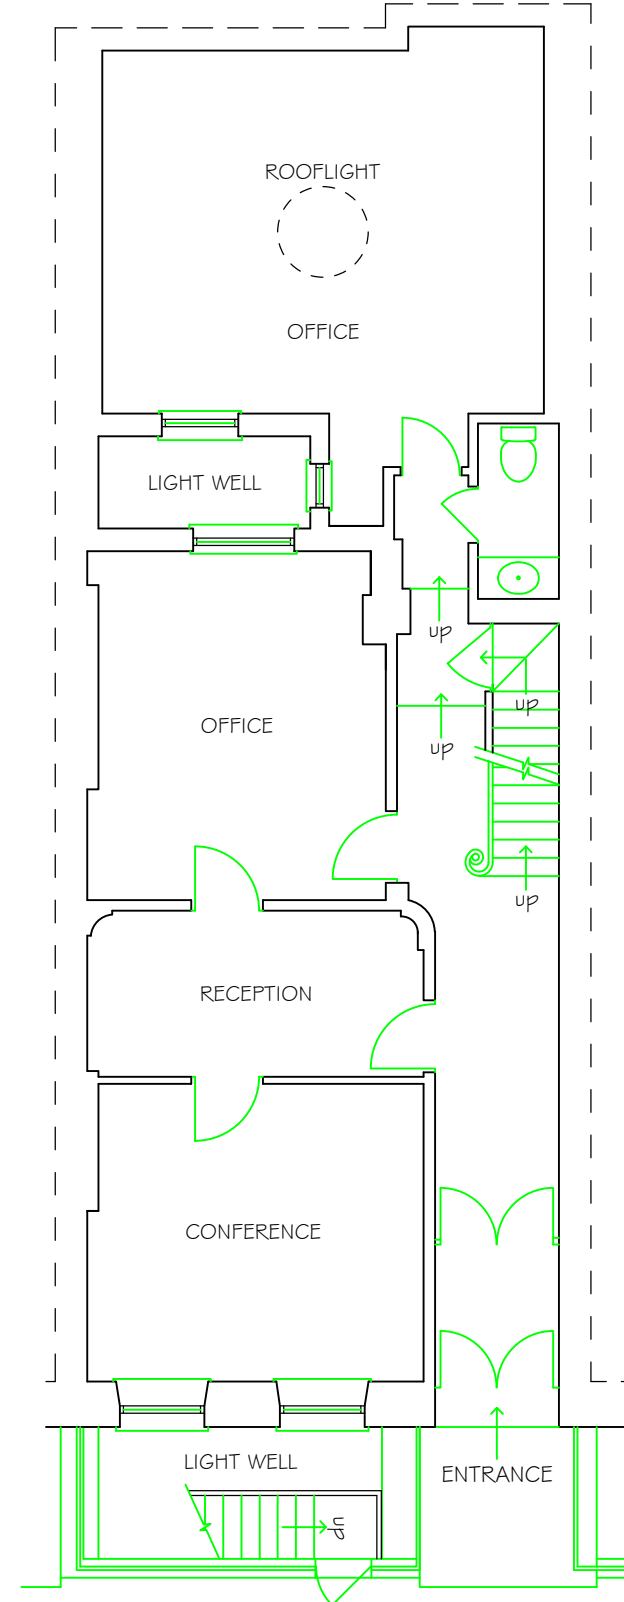 ROOFLIGHT
OFFICE
LIGHT WELL
up
up
up
OFFICE
up
RECEPTION
CONFERENCE
LIGHT WELL
ENTRANCE
up